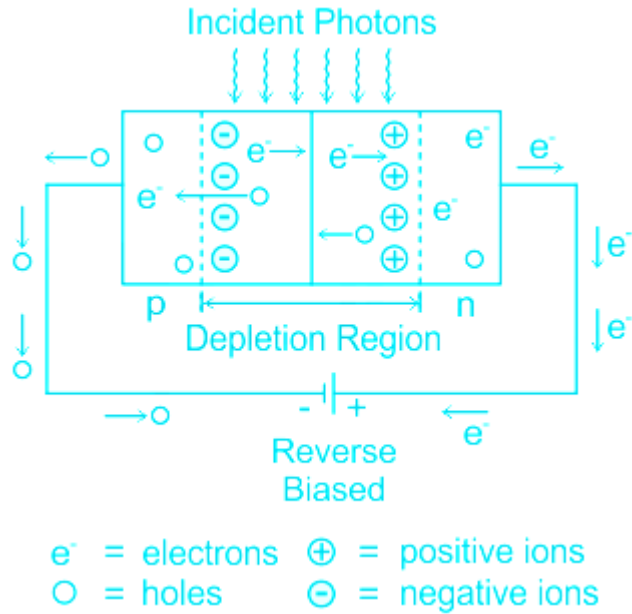 Incident Photons
e⁻
e⁻
e⁻
e⁻
e⁻
e⁻
e⁻
e⁻
p
n
Depletion Region
- +
e⁻
Reverse
Biased
e⁻ = electrons ⊕ = positive ions
○ = holes ⊖ = negative ions